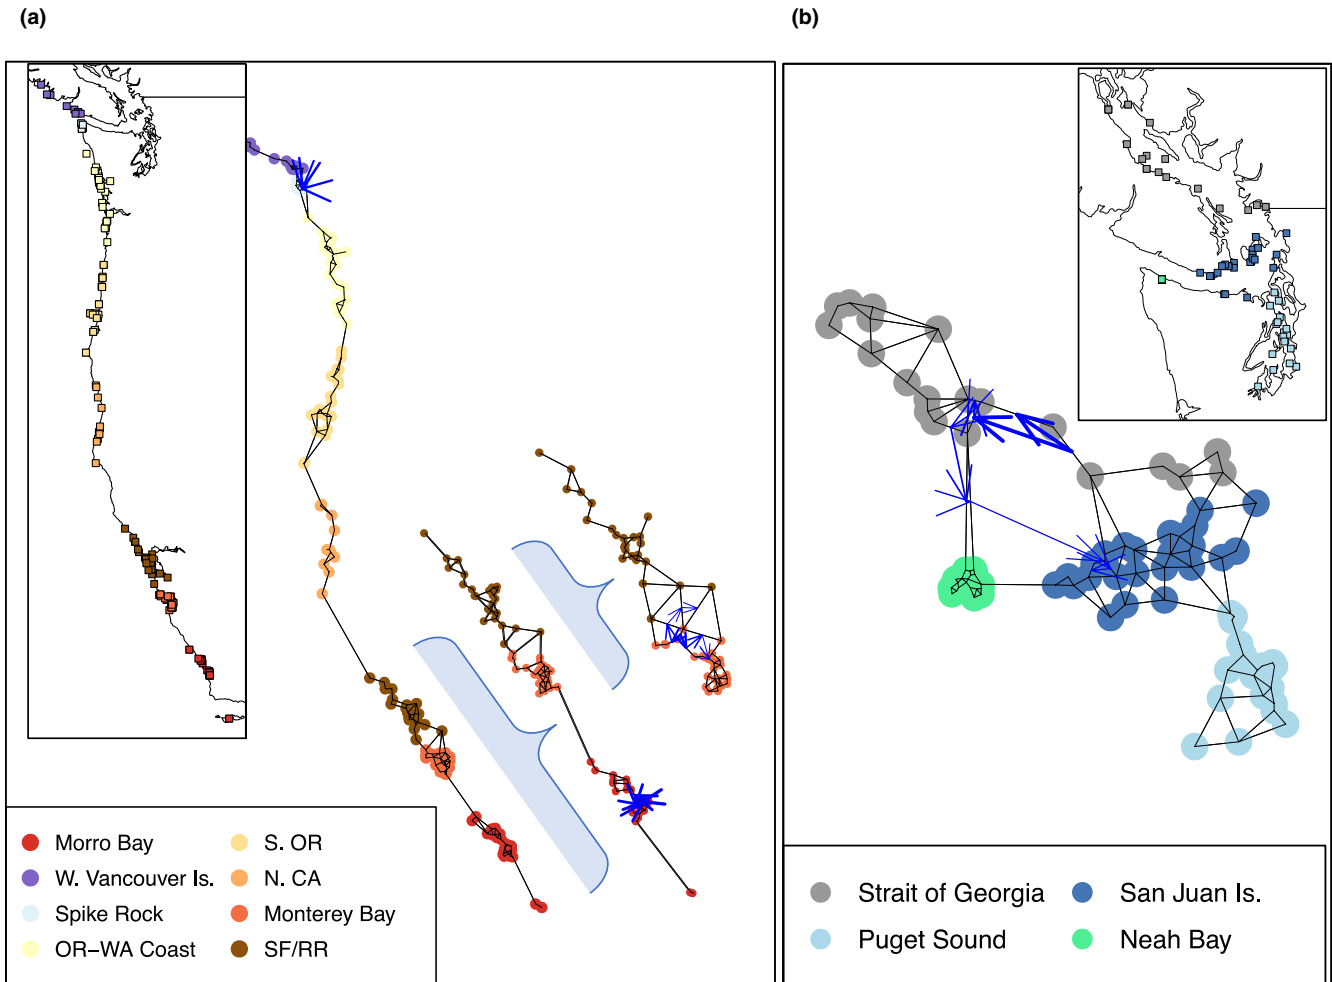 (a)
(b)
Morro Bay
W. Vancouver Is.
Spike Rock
OR–WA Coast
S. OR
N. CA
Monterey Bay
SF/RR
Strait of Georgia
Puget Sound
San Juan Is.
Neah Bay